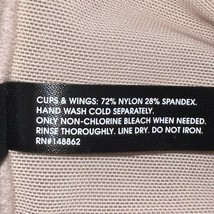 CUPS & WINGS: 72% NYLON 28% SPANDEX.
HAND WASH COLD SEPARATELY.
ONLY NON-CHLORINE BLEACH WHEN NEEDED.
RINSE THOROUGHLY. LINE DRY. DO NOT IRON.
RN#148862